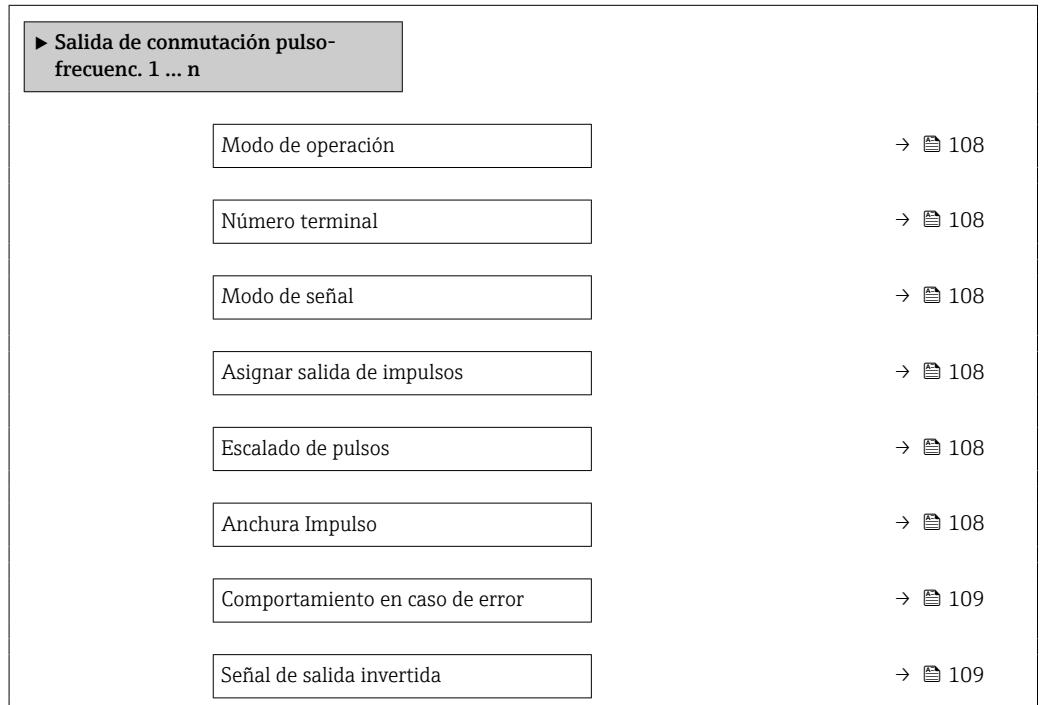 ▸ Salida de conmutación pulso-
frecuenc. 1 ... n
Modo de operación → 108
Número terminal → 108
Modo de señal → 108
Asignar salida de impulsos → 108
Escalado de pulsos → 108
Anchura Impulso → 108
Comportamiento en caso de error → 109
Señal de salida invertida → 109